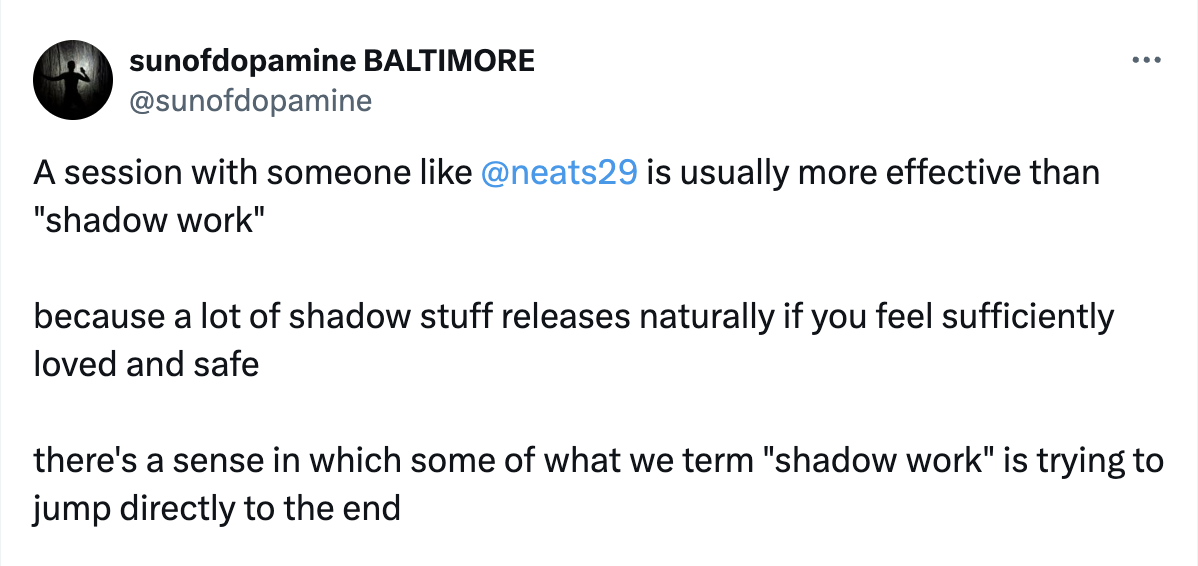 sunofdopamine BALTIMORE
@sunofdopamine
A session with someone like @neats29 is usually more effective than
"shadow work"
because a lot of shadow stuff releases naturally if you feel sufficiently
loved and safe
there's a sense in which some of what we term "shadow work" is trying to
jump directly to the end